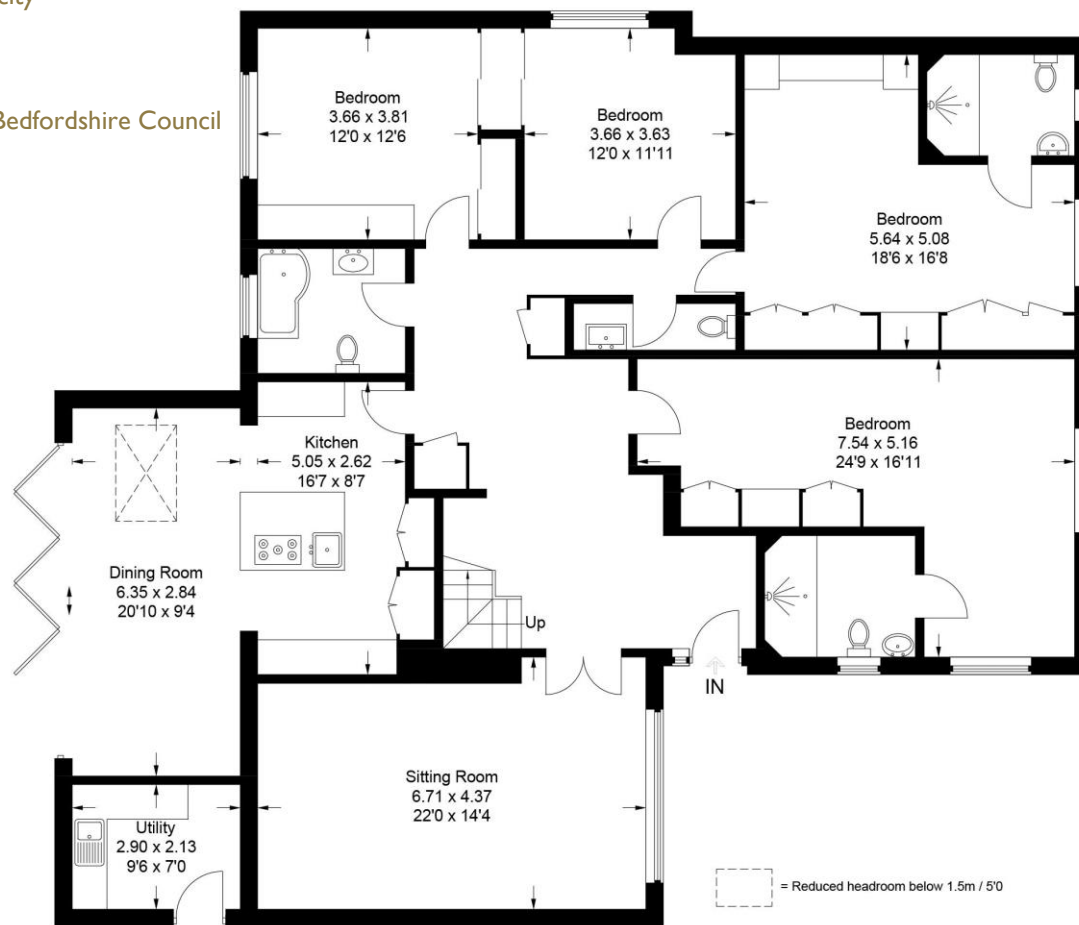 city
Bedfordshire Council
Bedroom
3.66 x 3.81
12'0 x 12'6
Bedroom
3.66 x 3.63
12'0 x 11'11
Bedroom
5.64 x 5.08
18'6 x 16'8
Kitchen
5.05 x 2.62
16'7 x 8'7
Bedroom
7.54 x 5.16
24'9 x 16'11
Dining Room
6.35 x 2.84
20'10 x 9'4
Up
IN
Sitting Room
6.71 x 4.37
22'0 x 14'4
Utility
2.90 x 2.13
9'6 x 7'0
= Reduced headroom below 1.5m / 5'0